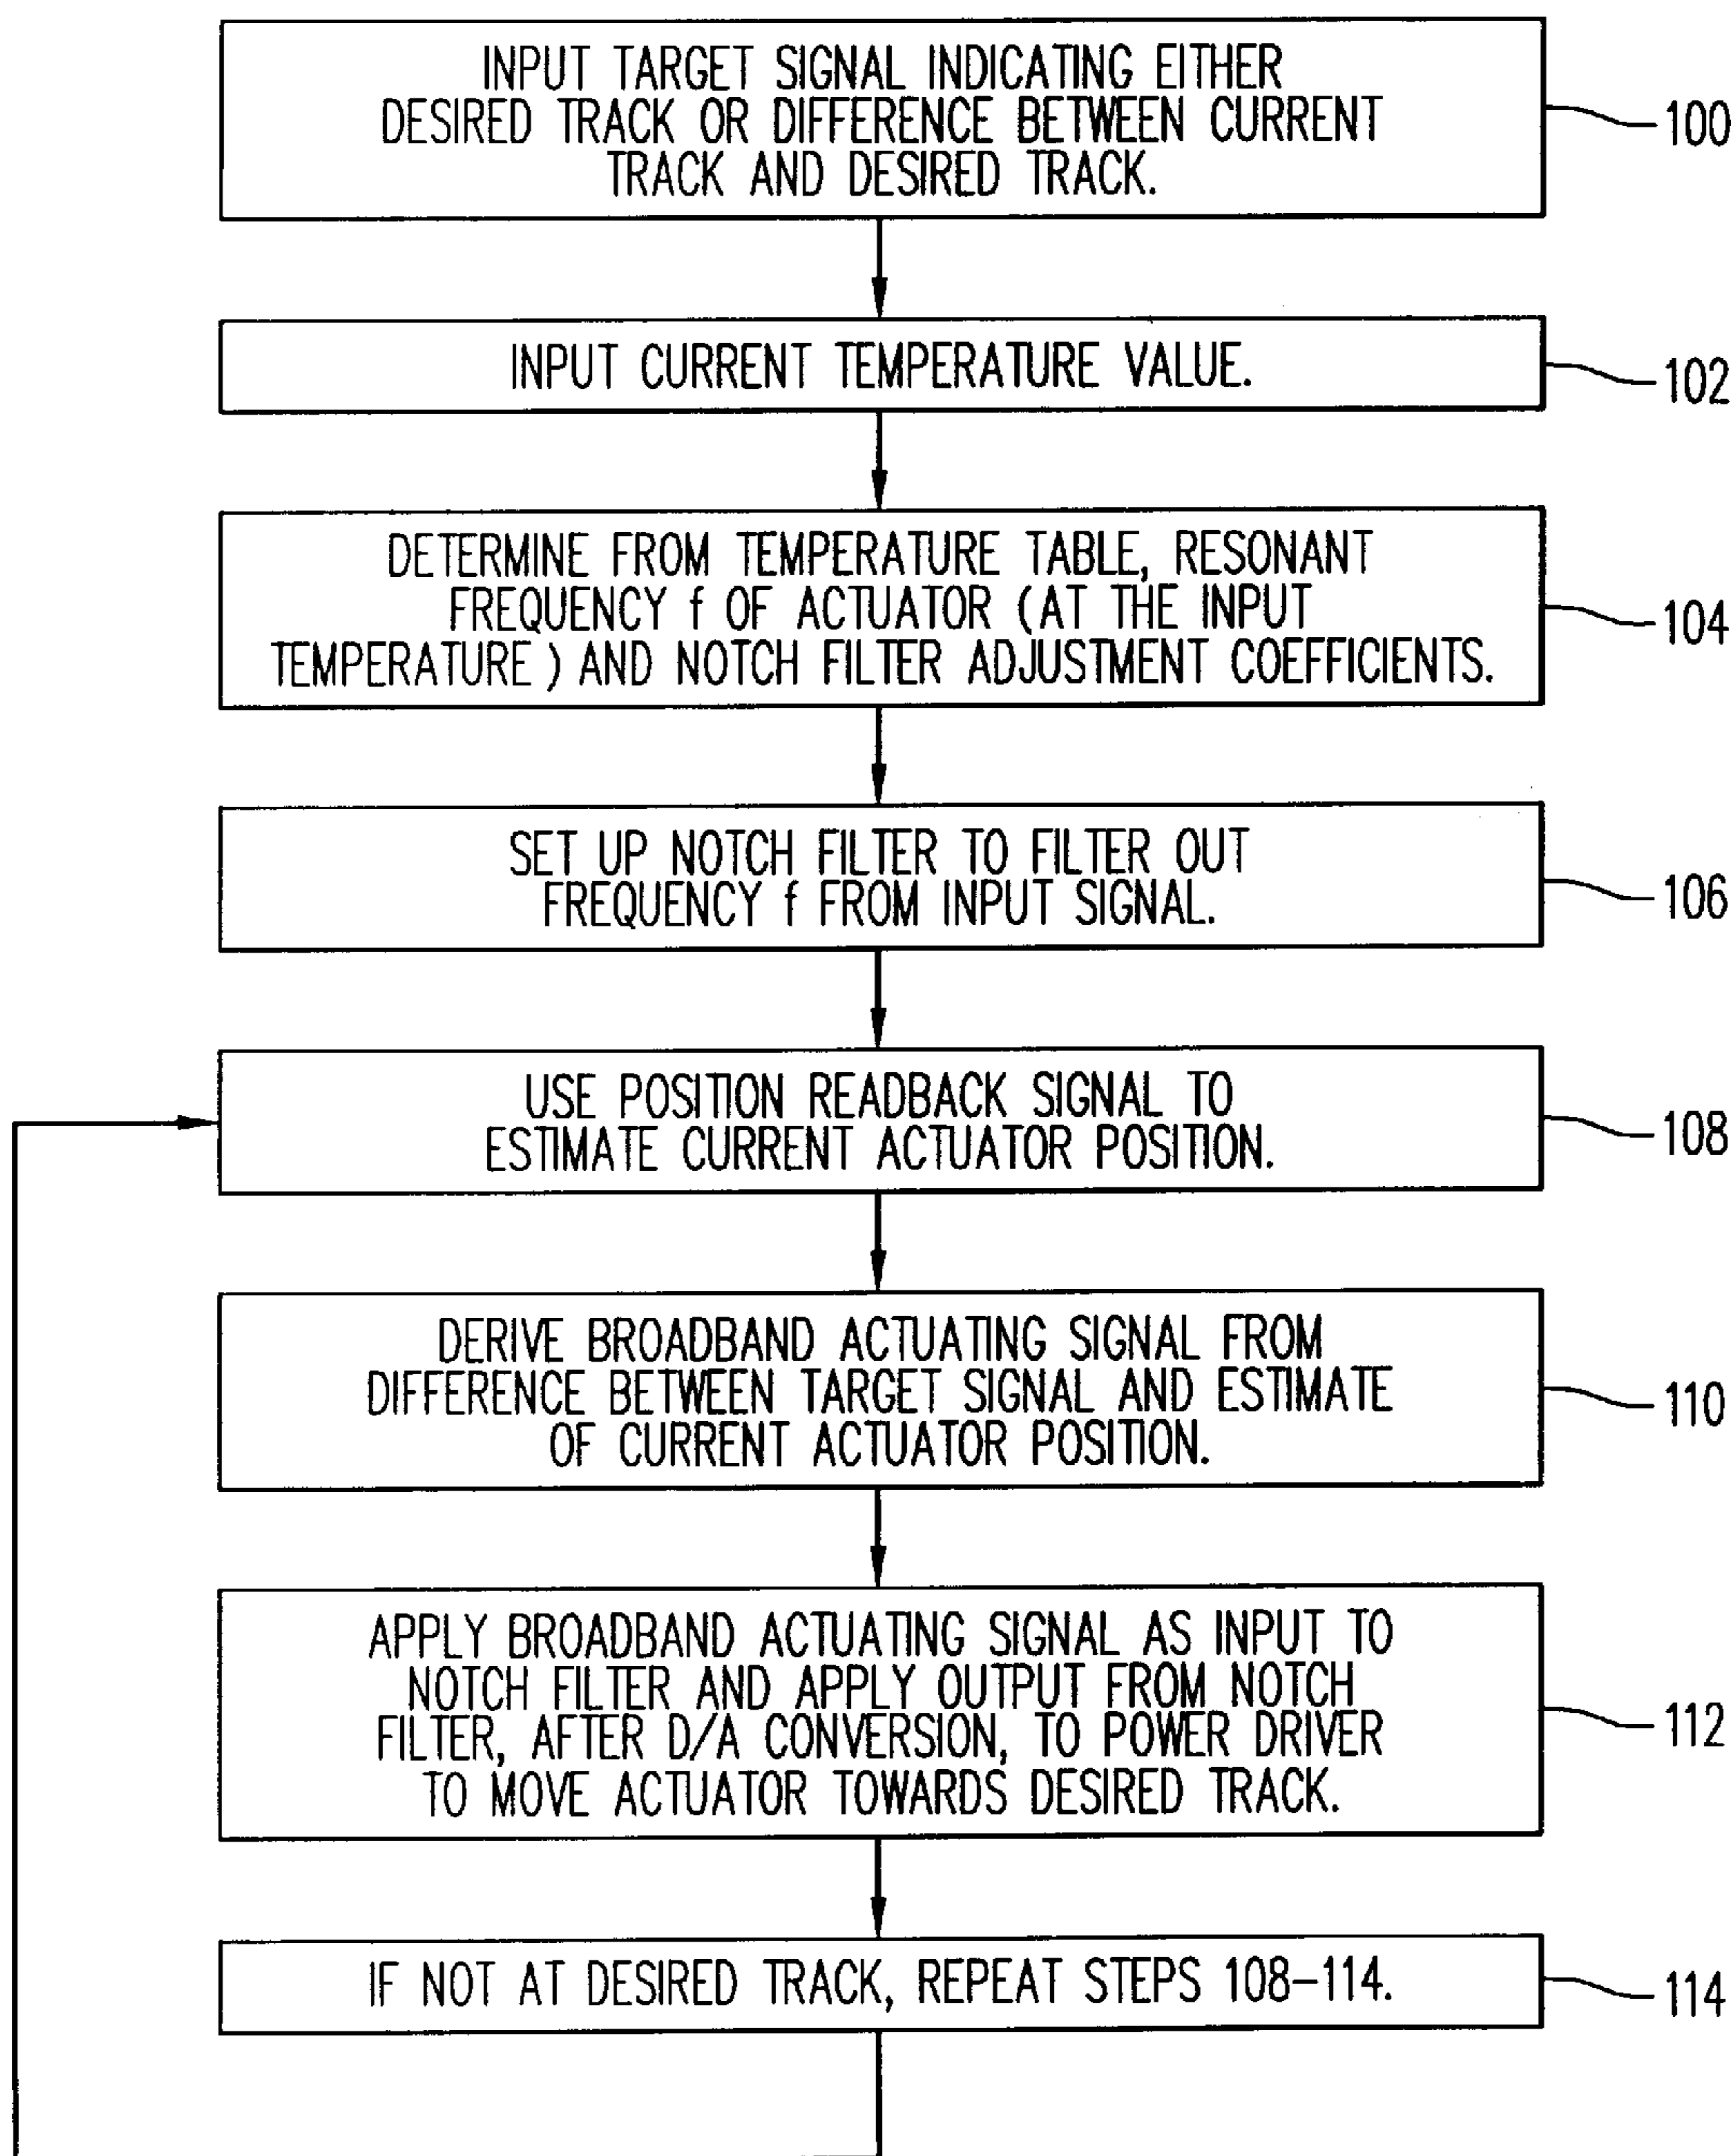 INPUT TARGET SIGNAL INDICATING EITHER
DESIRED TRACK OR DIFFERENCE BETWEEN CURRENT
TRACK AND DESIRED TRACK.
100
INPUT CURRENT TEMPERATURE VALUE.
102
DETERMINE FROM TEMPERATURE TABLE, RESONANT
FREQUENCY f OF ACTUATOR (AT THE INPUT
TEMPERATURE) AND NOTCH FILTER ADJUSTMENT COEFFICIENTS.
104
SET UP NOTCH FILTER TO FILTER OUT
FREQUENCY f FROM INPUT SIGNAL.
106
USE POSITION READBACK SIGNAL TO
ESTIMATE CURRENT ACTUATOR POSITION.
108
DERIVE BROADBAND ACTUATING SIGNAL FROM
DIFFERENCE BETWEEN TARGET SIGNAL AND ESTIMATE
OF CURRENT ACTUATOR POSITION.
110
APPLY BROADBAND ACTUATING SIGNAL AS INPUT TO
NOTCH FILTER AND APPLY OUTPUT FROM NOTCH
FILTER, AFTER D/A CONVERSION, TO POWER DRIVER
TO MOVE ACTUATOR TOWARDS DESIRED TRACK.
112
IF NOT AT DESIRED TRACK, REPEAT STEPS 108-114.
114